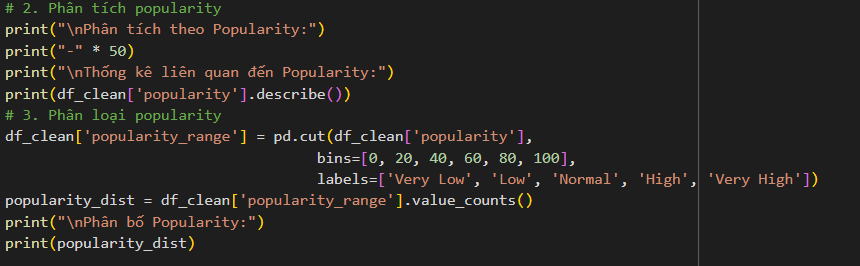 # 2. Phân tích popularity
print("\nPhân tích theo Popularity:")
print("-" * 50)
print("\nThống kê liên quan đến Popularity:")
print(df_clean['popularity'].describe())
# 3. Phân loại popularity
df_clean['popularity_range'] = pd.cut(df_clean['popularity'],
bins=[0, 20, 40, 60, 80, 100],
labels=['Very Low', 'Low', 'Normal', 'High', 'Very High'])
popularity_dist = df_clean['popularity_range'].value_counts()
print("\nPhân bố Popularity:")
print(popularity_dist)